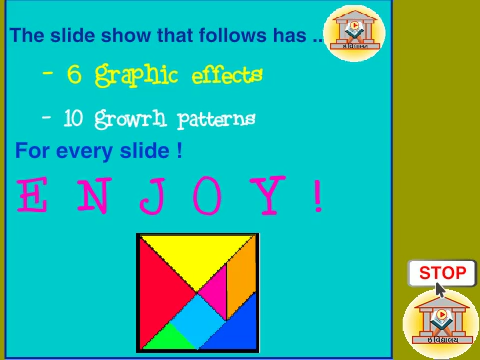 The slide show that follows has ..
- 6 graphic effects
- 10 growrh patterns
For every slide !
E N J O Y !
STOP